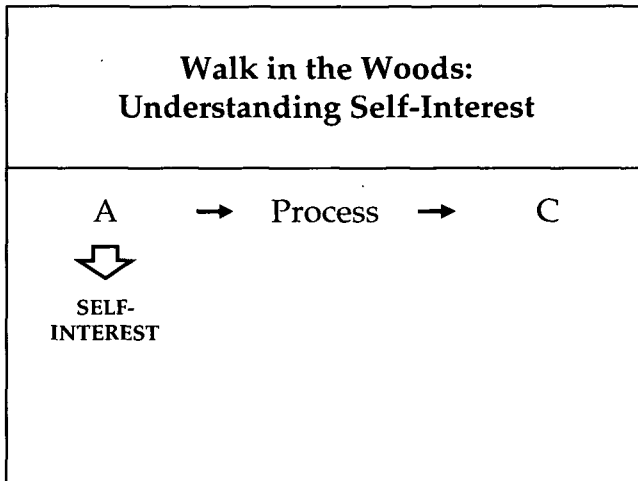 Walk in the Woods:
Understanding Self-Interest
A → Process → C
SELF-
INTEREST